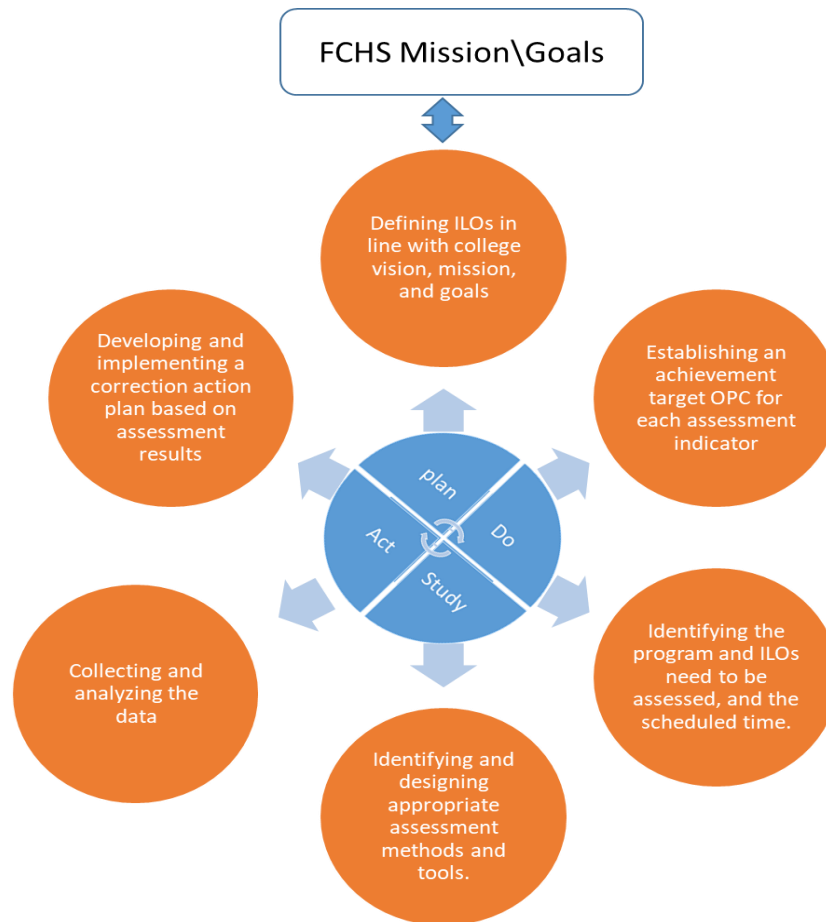 FCHS Mission\Goals
Defining ILOs in
line with college
vision, mission,
and goals
Establishing an
achievement
target OPC for
each assessment
indicator
Identifying the
program and ILOs
need to be
assessed, and the
scheduled time.
Identifying and
designing
appropriate
assessment
methods and
tools.
Collecting and
analyzing the
data
Developing and
implementing a
correction action
plan based on
assessment
results
plan
Do
Study
Act